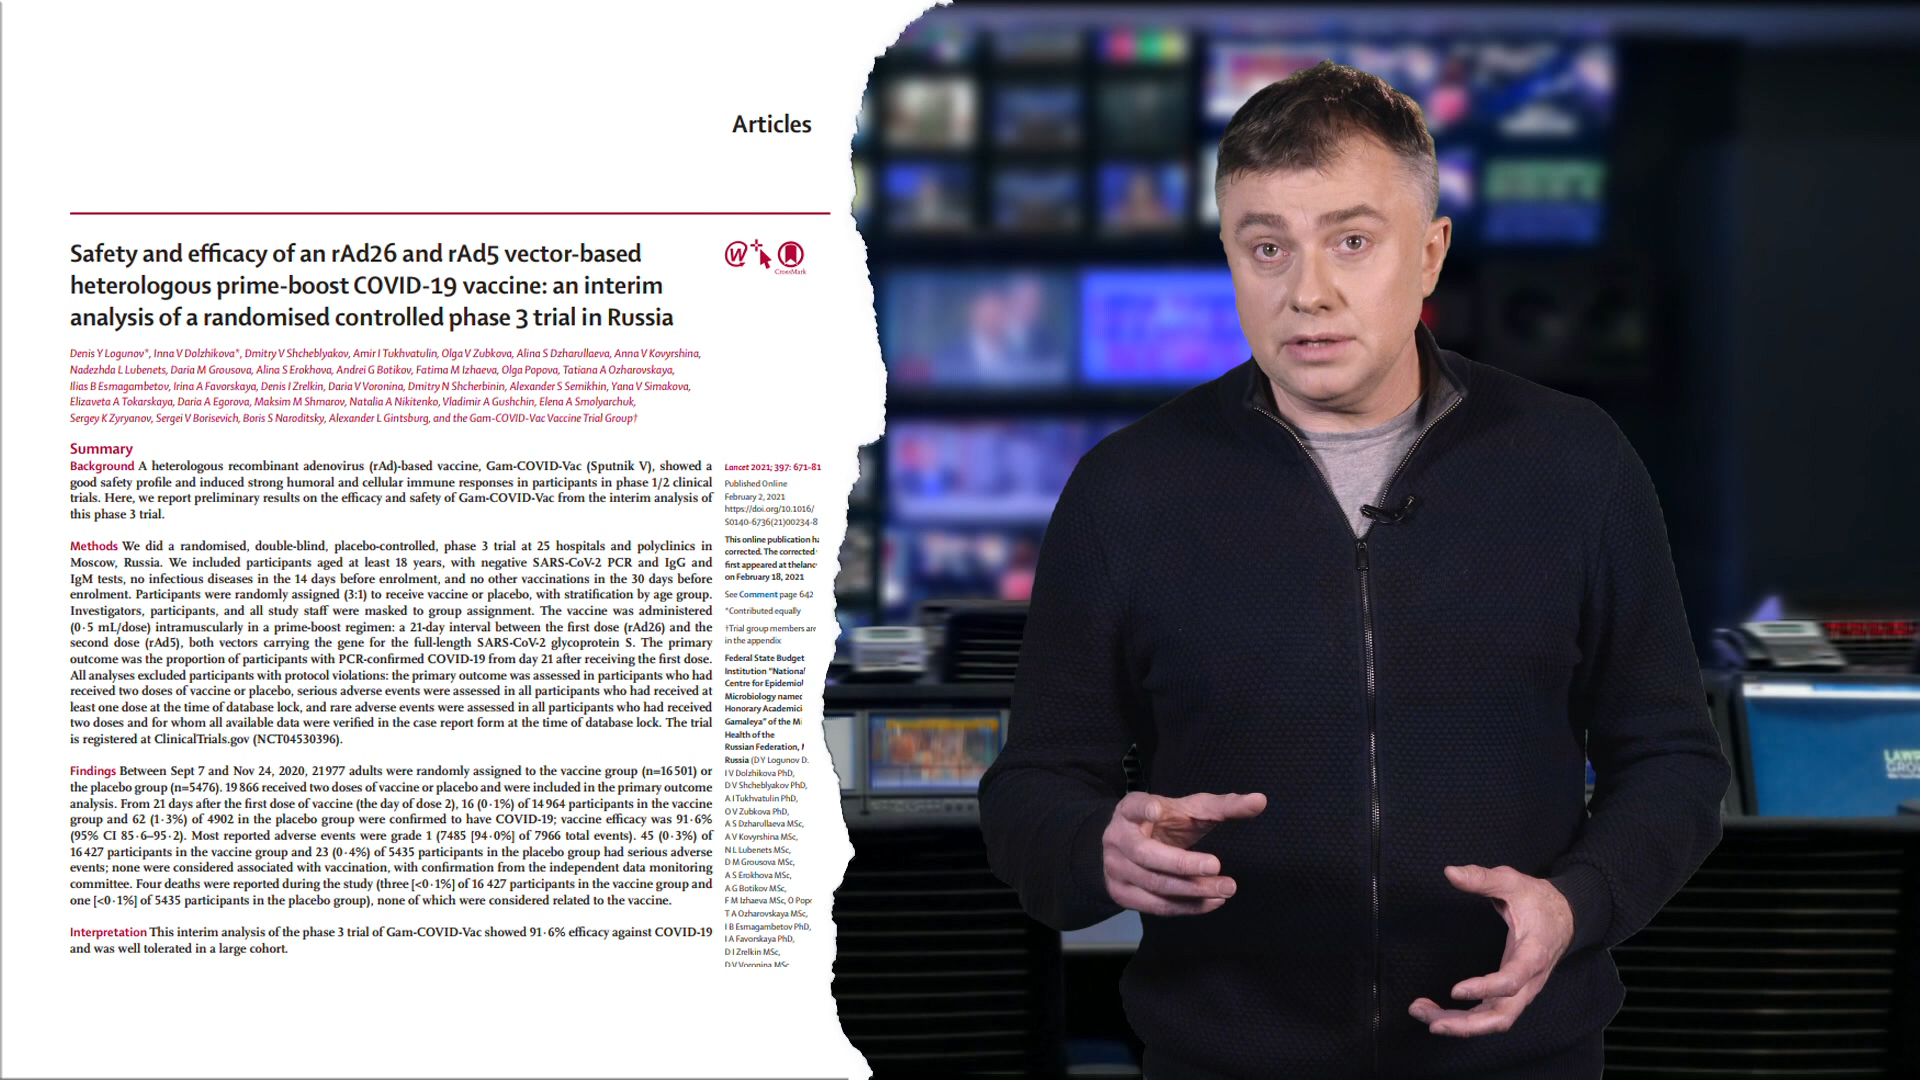 Articles
Safety and efficacy of an rAd26 and rAd5 vector-based
heterologous prime-boost COVID-19 vaccine: an interim
analysis of a randomised controlled phase 3 trial in Russia
CrossMark
Denis Y Logunov*, Inna V Dolzhikova*, Dmitry V Shcheblyakov, Amir I Tukhvatulin, Olga V Zubkova, Alina S Dzharullaeva, Anna V Kovyrshina,
Nadezhda L Lubenets, Daria M Grousova, Alina S Erokhova, Andrei G Botikov, Fatima M Izhaeva, Olga Popova, Tatiana A Ozharovskaya,
Ilias B Esmagambetov, Irina A Favorskaya, Denis I Zrelkin, Daria V Voronina, Dmitry N Shcherbinin, Alexander S Semikhin, Yana V Simakova,
Elizaveta A Tokarskaya, Daria A Egorova, Maksim M Shmarov, Natalia A Nikitenko, Vladimir A Gushchin, Elena A Smolyarchuk,
Sergey K Zyryanov, Sergei V Borisevich, Boris S Naroditsky, Alexander L Gintsburg, and the Gam-COVID-Vac Vaccine Trial Group†
Summary
Background A heterologous recombinant adenovirus (rAd)-based vaccine, Gam-COVID-Vac (Sputnik V), showed a
good safety profile and induced strong humoral and cellular immune responses in participants in phase 1/2 clinical
trials. Here, we report preliminary results on the efficacy and safety of Gam-COVID-Vac from the interim analysis of
this phase 3 trial.
Methods We did a randomised, double-blind, placebo-controlled, phase 3 trial at 25 hospitals and polyclinics in
Moscow, Russia. We included participants aged at least 18 years, with negative SARS-CoV-2 PCR and IgG and
IgM tests, no infectious diseases in the 14 days before enrolment, and no other vaccinations in the 30 days before
enrolment. Participants were randomly assigned (3:1) to receive vaccine or placebo, with stratification by age group.
Investigators, participants, and all study staff were masked to group assignment. The vaccine was administered
(0·5 mL/dose) intramuscularly in a prime-boost regimen: a 21-day interval between the first dose (rAd26) and the
second dose (rAd5), both vectors carrying the gene for the full-length SARS-CoV-2 glycoprotein S. The primary
outcome was the proportion of participants with PCR-confirmed COVID-19 from day 21 after receiving the first dose.
All analyses excluded participants with protocol violations: the primary outcome was assessed in participants who had
received two doses of vaccine or placebo, serious adverse events were assessed in all participants who had received at
least one dose at the time of database lock, and rare adverse events were assessed in all participants who had received
two doses and for whom all available data were verified in the case report form at the time of database lock. The trial
is registered at ClinicalTrials.gov (NCT04530396).
Findings Between Sept 7 and Nov 24, 2020, 21977 adults were randomly assigned to the vaccine group (n=16501) or
the placebo group (n=5476). 19866 received two doses of vaccine or placebo and were included in the primary outcome
analysis. From 21 days after the first dose of vaccine (the day of dose 2), 16 (0·1%) of 14964 participants in the vaccine
group and 62 (1·3%) of 4902 in the placebo group were confirmed to have COVID-19; vaccine efficacy was 91·6%
(95% CI 85·6–95·2). Most reported adverse events were grade 1 (7485 [94·0%] of 7966 total events). 45 (0·3%) of
16427 participants in the vaccine group and 23 (0·4%) of 5435 participants in the placebo group had serious adverse
events; none were considered associated with vaccination, with confirmation from the independent data monitoring
committee. Four deaths were reported during the study (three [<0·1%] of 16427 participants in the vaccine group and
one [<0·1%] of 5435 participants in the placebo group), none of which were considered related to the vaccine.
Interpretation This interim analysis of the phase 3 trial of Gam-COVID-Vac showed 91·6% efficacy against COVID-19
and was well tolerated in a large cohort.
Lancet 2021; 397: 671–81
Published Online
February 2, 2021
https://doi.org/10.1016/
S0140-6736(21)00234-8
This online publication ha
corrected. The corrected
first appeared at thelanc
on February 18, 2021
See Comment page 642
*Contributed equally
†Trial group members are
in the appendix
Federal State Budget
Institution "National
Centre for Epidemiol
Microbiology named
Honorary Academici
Gamaleya" of the Mi
Health of the
Russian Federation,
Russia (D Y Logunov D.
I V Dolzhikova PhD,
D V Shcheblyakov PhD,
A I Tukhvatulin PhD,
O V Zubkova PhD,
A S Dzharullaeva MSc,
A V Kovyrshina MSc,
N L Lubenets MSc,
D M Grousova MSc,
A S Erokhova MSc,
A G Botikov MSc,
F M Izhaeva MSc, O Popo
T A Ozharovskaya MSc,
I B Esmagambetov PhD,
I A Favorskaya PhD,
D I Zrelkin MSc,
D V Voronina MSc